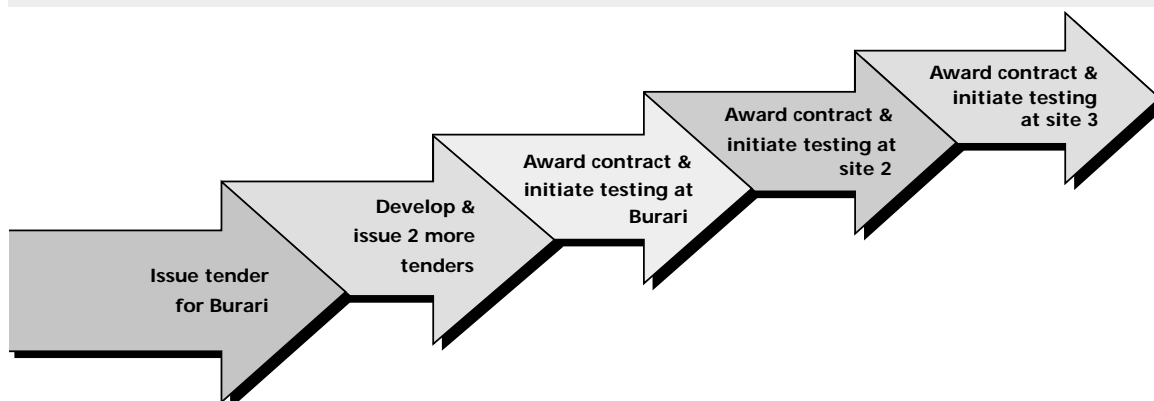 Issue tender
for Burari
Develop &
issue 2 more
tenders
Award contract &
initiate testing at
Burari
Award contract &
initiate testing at
site 2
Award contract &
initiate testing
at site 3